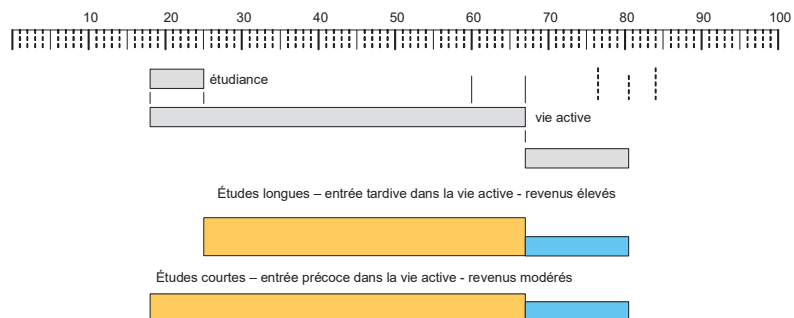 10 20 30 40 50 60 70 80 90 100
étudiance
vie active
Études longues – entrée tardive dans la vie active - revenus élevés
Études courtes – entrée précoce dans la vie active - revenus modérés